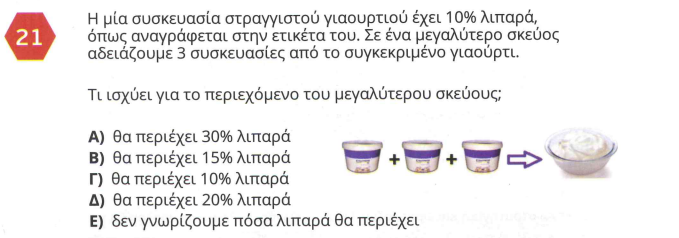 21
Η μία συσκευασία στραγγιστού γιαουρτιού έχει 10% λιπαρά,
όπως αναγράφεται στην ετικέτα του. Σε ένα μεγαλύτερο σκεύος
αδειάζουμε 3 συσκευασίες από το συγκεκριμένο γιαούρτι.
Τι ισχύει για το περιεχόμενο του μεγαλύτερου σκεύους;
Α) θα περιέχει 30% λιπαρά
Β) θα περιέχει 15% λιπαρά
Γ) θα περιέχει 10% λιπαρά
Δ) θα περιέχει 20% λιπαρά
Ε) δεν γνωρίζουμε πόσα λιπαρά θα περιέχει
+ +